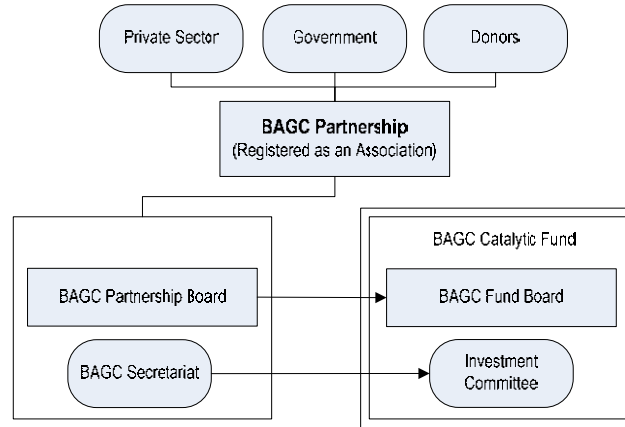 Private Sector
Government
Donors
BAGC Partnership
(Registered as an Association)
BAGC Catalytic Fund
BAGC Partnership Board
BAGC Fund Board
BAGC Secretariat
Investment
Committee